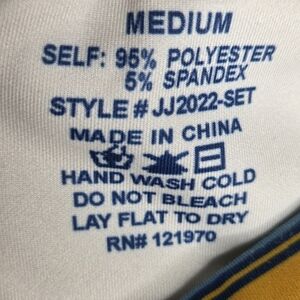 MEDIUM
SELF: 95% POLYESTER
5% SPANDEX
STYLE # JJ2022-SET
MADE IN CHINA
HAND WASH COLD
DO NOT BLEACH
LAY FLAT TO DRY
RN# 121970